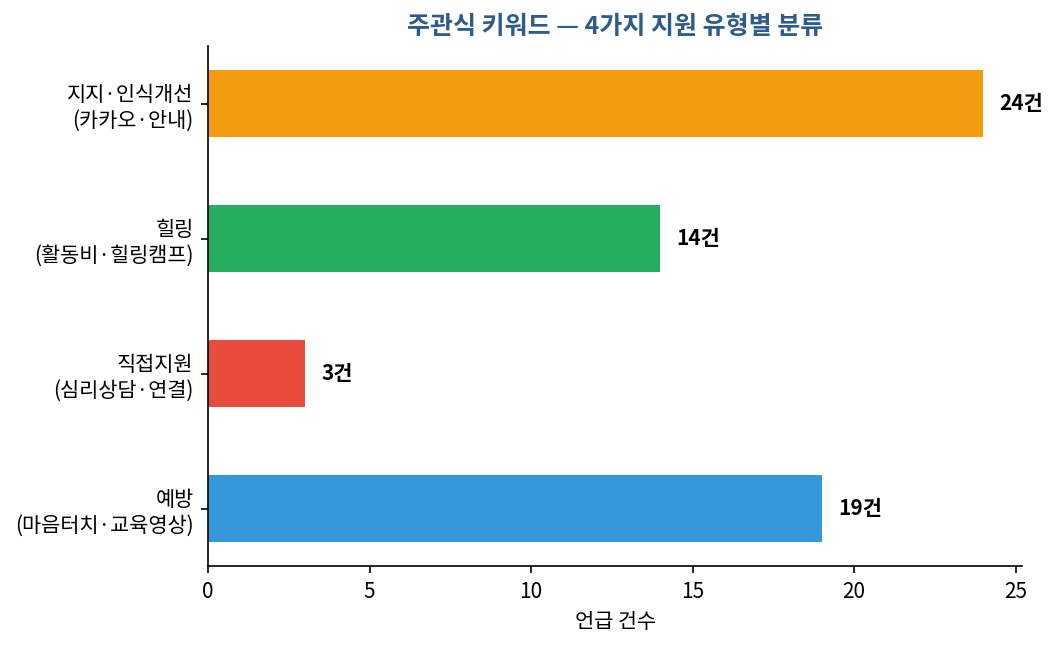 주관식 키워드 — 4가지 지원 유형별 분류
지지·인식개선
(카카오·안내)
24건
힐링
(활동비·힐링캠프)
14건
직접지원
(심리상담·연결)
3건
예방
(마음터치·교육영상)
19건
0 5 10 15 20 25
언급 건수